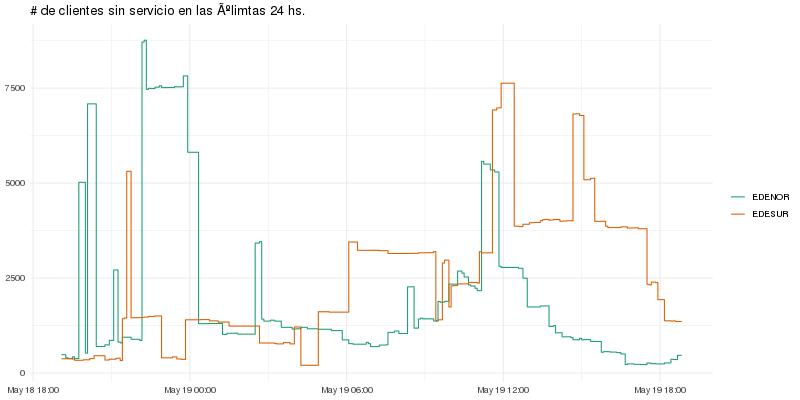 # de clientes sin servicio en las Ãºlimtas 24 hs.
7500
5000
2500
0
May 18 18:00
May 19 00:00
May 19 06:00
May 19 12:00
May 19 18:00
EDENOR
EDESUR